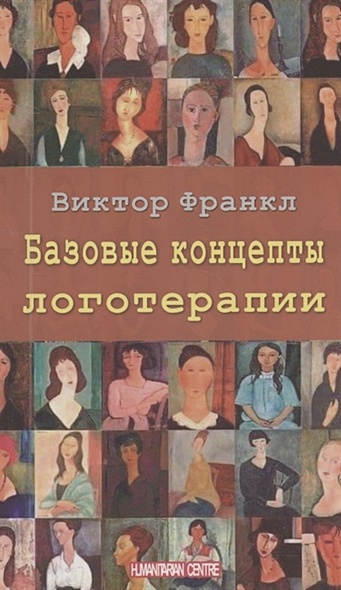 Виктор Франкл
Базовые концепты
логотерапии
HUMANITARIAN CENTRE